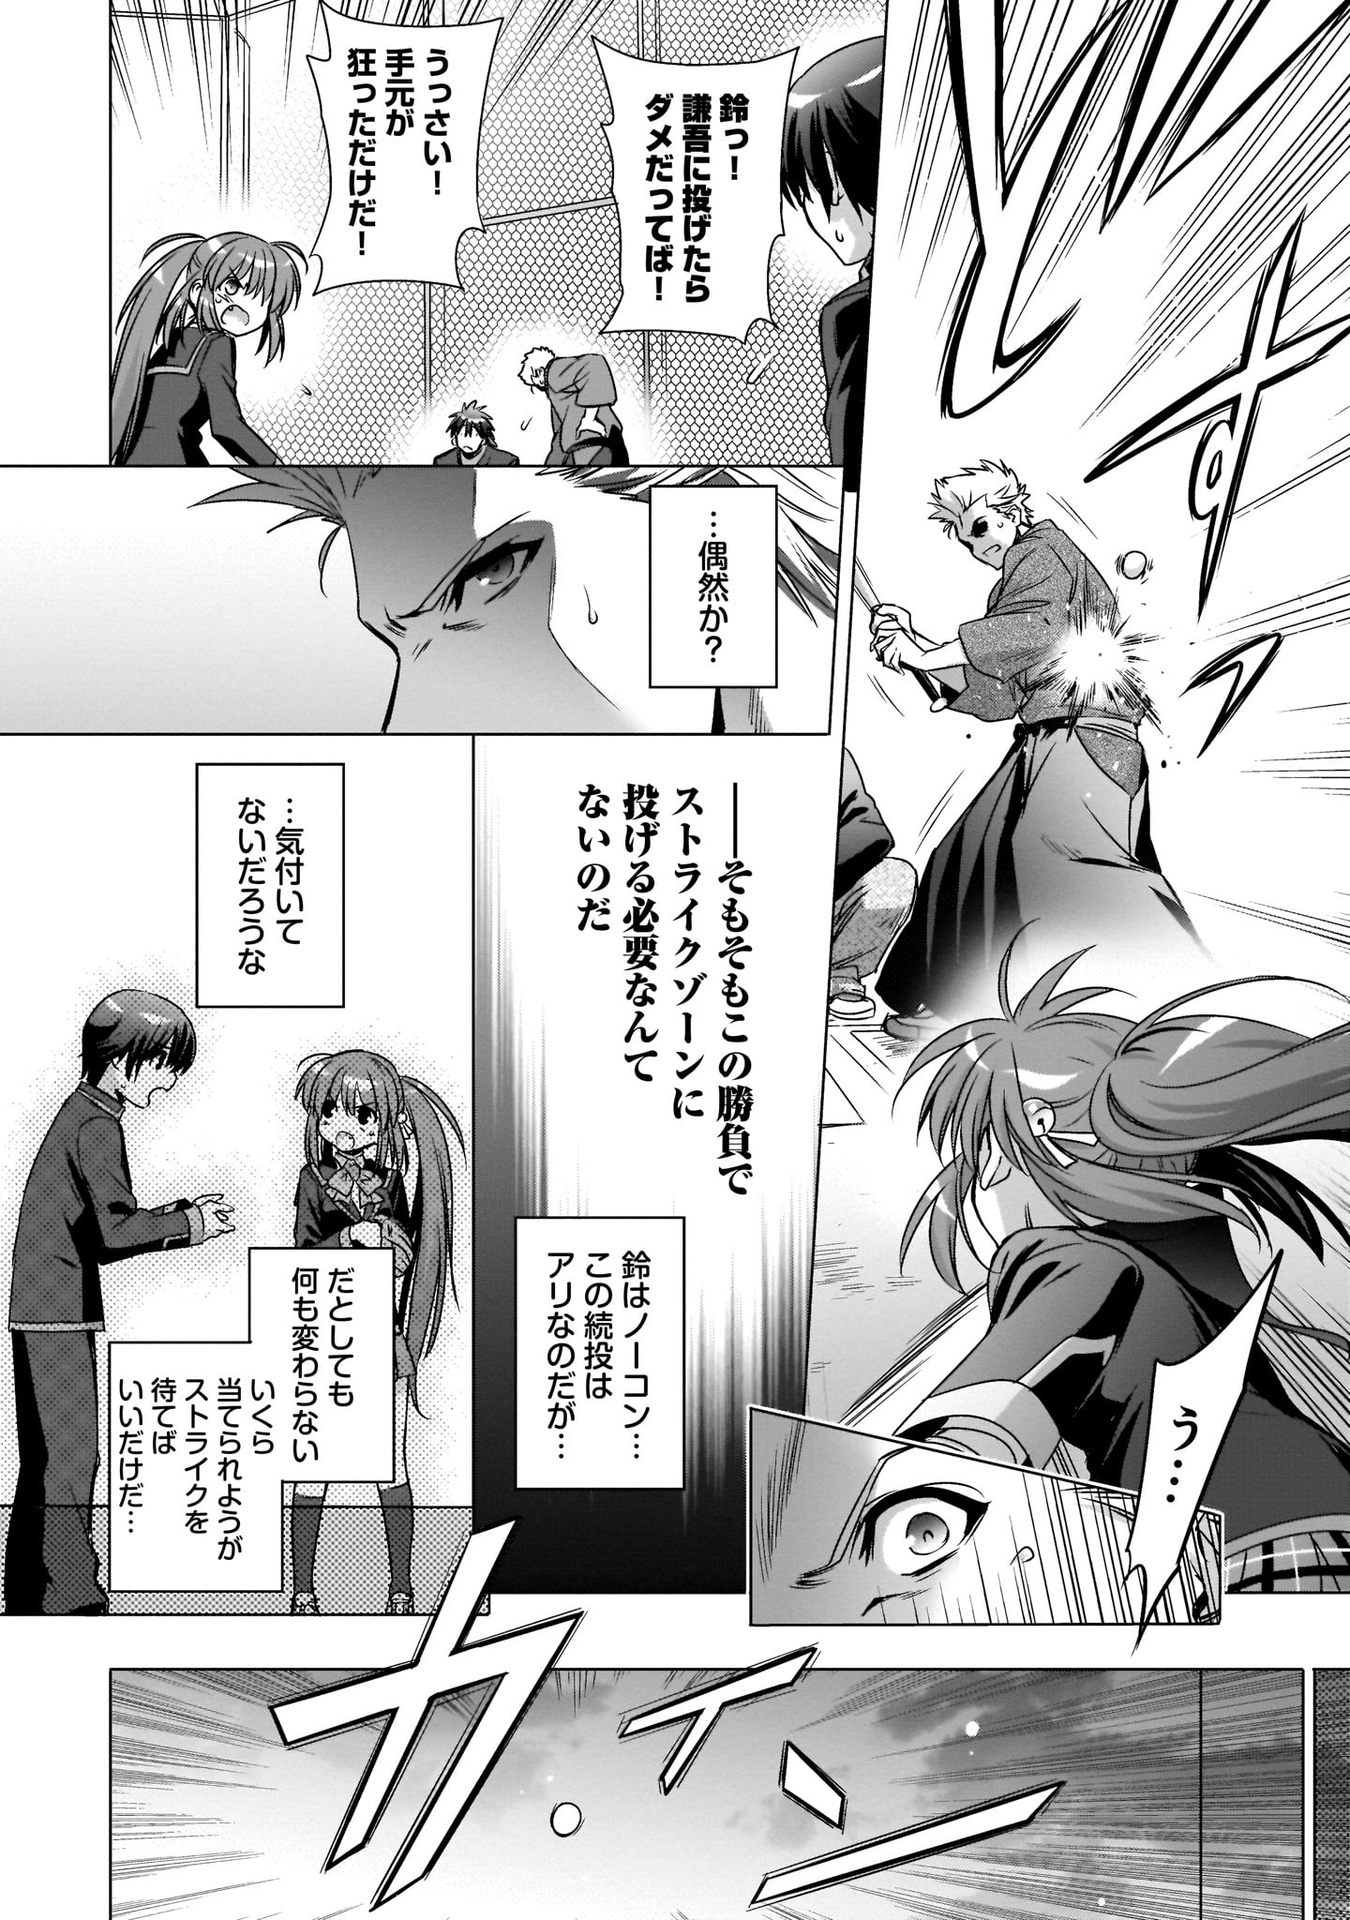 ドスッ
鈴っ！
謙吾に投げたら
ダメだってば！
うっさい！
手元が
狂っただけだ！
…偶然か？
――そもそもこの勝負で
ストライクゾーンに
投げる必要なんて
ないのだ
鈴はノーコン…
この続投は
アリなのだが…
…気付いて
ないだろうな
だとしても
何も変わらない
いくら
当てられようが
ストライクを
待てば
いいだけだ…
う…
カィン